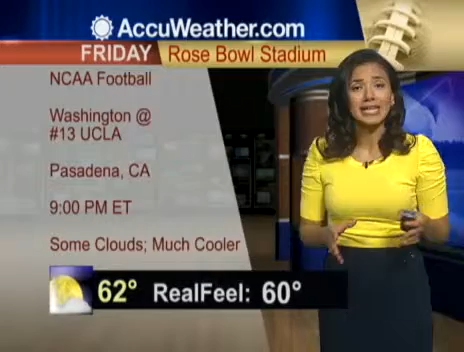 AccuWeather.com
FRIDAY Rose Bowl Stadium
NCAA Football
Washington @
#13 UCLA
Pasadena, CA
9:00 PM ET
Some Clouds; Much Cooler
62° RealFeel: 60°